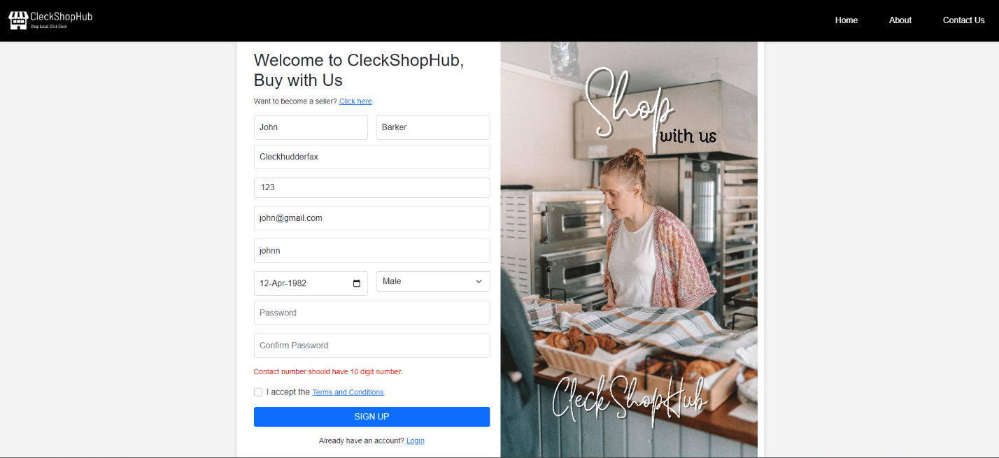 CleckShopHub
Shop Local, Click Cleck
Home About Contact Us
Welcome to CleckShopHub,
Buy with Us
Want to become a seller? Click here
John Barker
Cleckhudderfax
123
john@gmail.com
johnn
12-Apr-1982 Male
Password
Confirm Password
Contact number should have 10 digit number.
I accept the Terms and Conditions.
SIGN UP
Already have an account? Login
Shop
with us
CleckShopHub